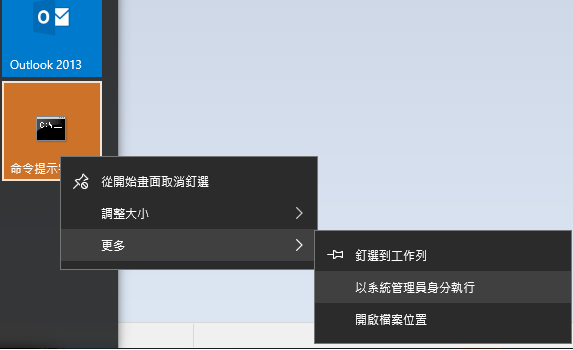 Outlook 2013
命令提示
從開始畫面取消釘選
調整大小
更多
釘選到工作列
以系統管理員身分執行
開啟檔案位置